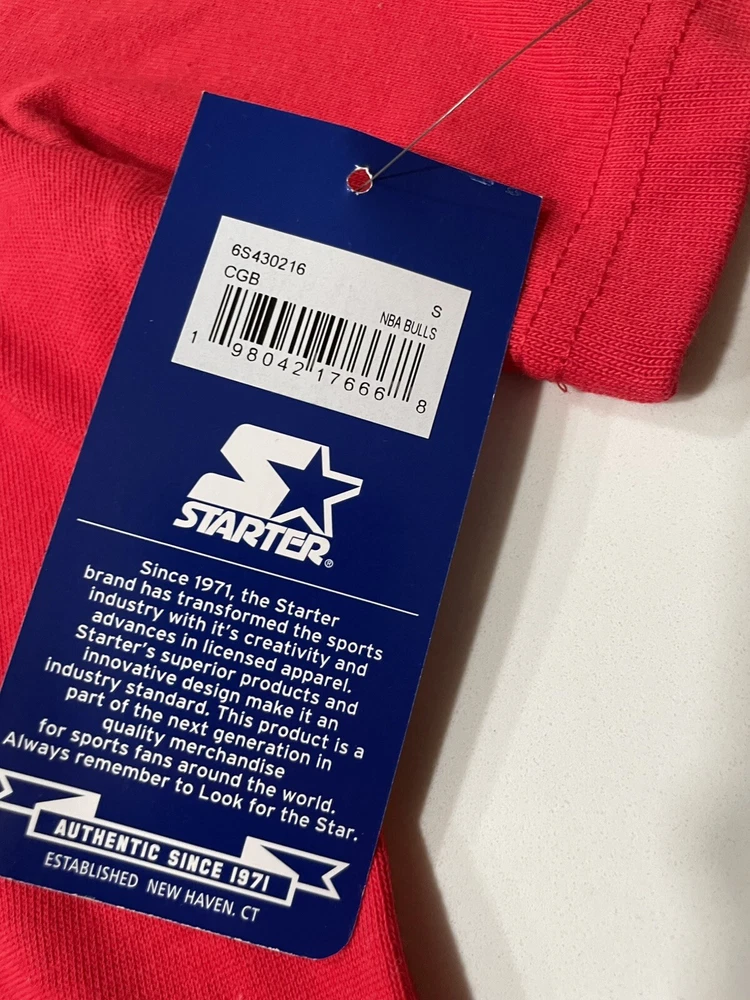 6S430216
CGB
S
NBA BULLS
1 98042 17666 8
STARTER®
Since 1971, the Starter
brand has transformed the sports
industry with it's creativity and
advances in licensed apparel.
Starter's superior products and
innovative design make it an
industry standard. This product is a
part of the next generation in
quality merchandise
for sports fans around the world.
Always remember to Look for the Star.
AUTHENTIC SINCE 1971
ESTABLISHED NEW HAVEN. CT